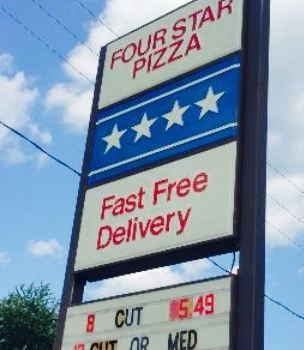 FOUR STAR
PIZZA
Fast Free
Delivery
8 CUT $5.49
CUT OR MED